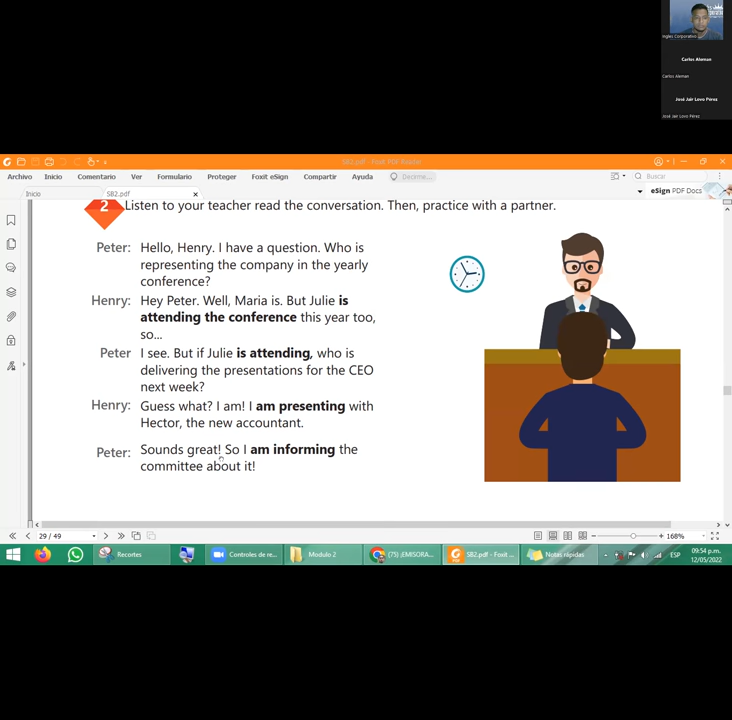 Ingles Corporativo
Carlos Aleman
Carlos Aleman
José Jair Lovo Pérez
José Jair Lovo Pérez
SB2.pdf - Foxit PDF Reader
Archivo Inicio Comentario Ver Formulario Proteger Foxit eSign Compartir Ayuda Decirme... Buscar
Inicio SB2.pdf eSign PDF Docs
2 Listen to your teacher read the conversation. Then, practice with a partner.
Peter: Hello, Henry. I have a question. Who is
representing the company in the yearly
conference?
Henry: Hey Peter. Well, Maria is. But Julie is
attending the conference this year too,
so...
Peter I see. But if Julie is attending, who is
delivering the presentations for the CEO
next week?
Henry: Guess what? I am! I am presenting with
Hector, the new accountant.
Peter: Sounds great! So I am informing the
committee about it!
29 / 49 168%
Recortes Controles de re... Modulo 2 (75) ¡EMISORA... SB2.pdf - Foxit ... Notas rápidas ESP
09:54 p.m.
12/05/2022